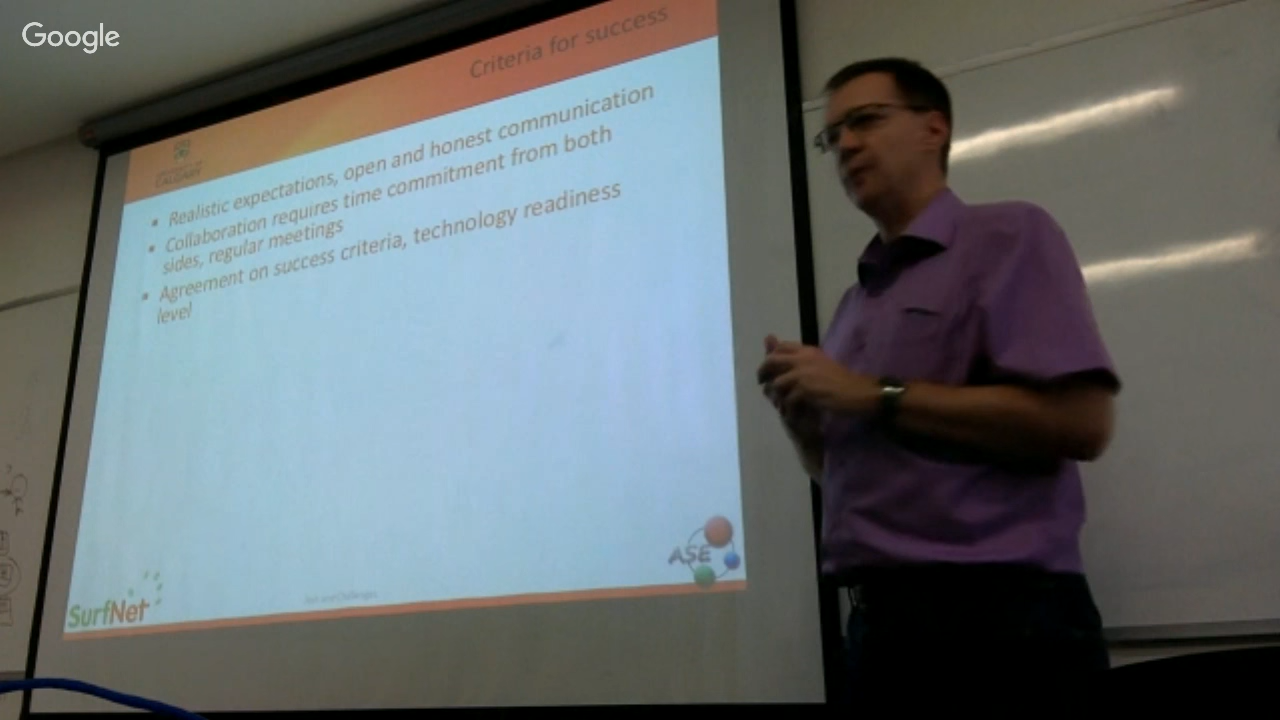 Google
Criteria for success
CALGARY
▪ Realistic expectations, open and honest communication
▪ Collaboration requires time commitment from both
sides, regular meetings
▪ Agreement on success criteria, technology readiness
level
ASE
SurfNet